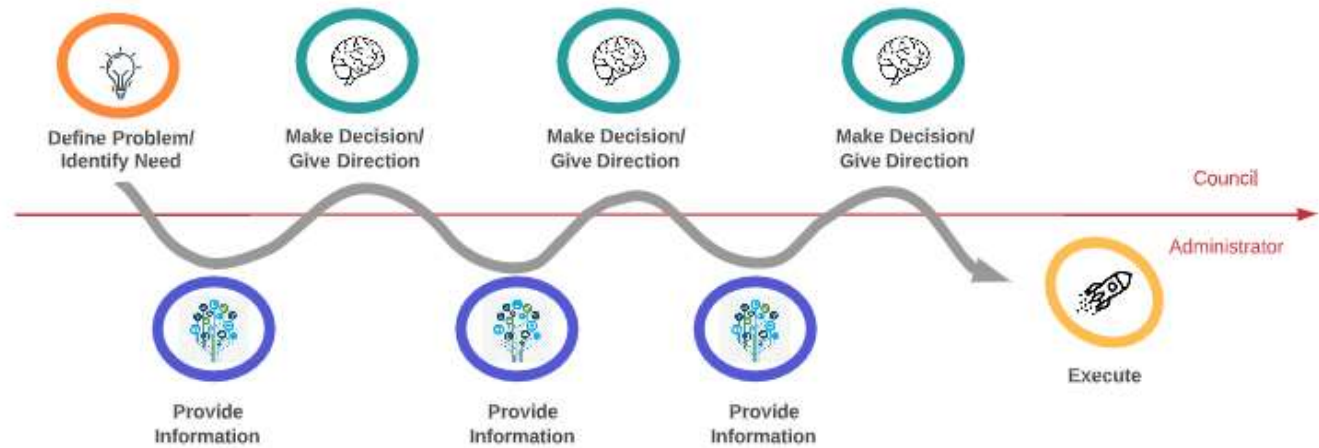 Define Problem/
Identify Need
Make Decision/
Give Direction
Make Decision/
Give Direction
Make Decision/
Give Direction
Council
Administrator
Provide
Information
Provide
Information
Provide
Information
Execute